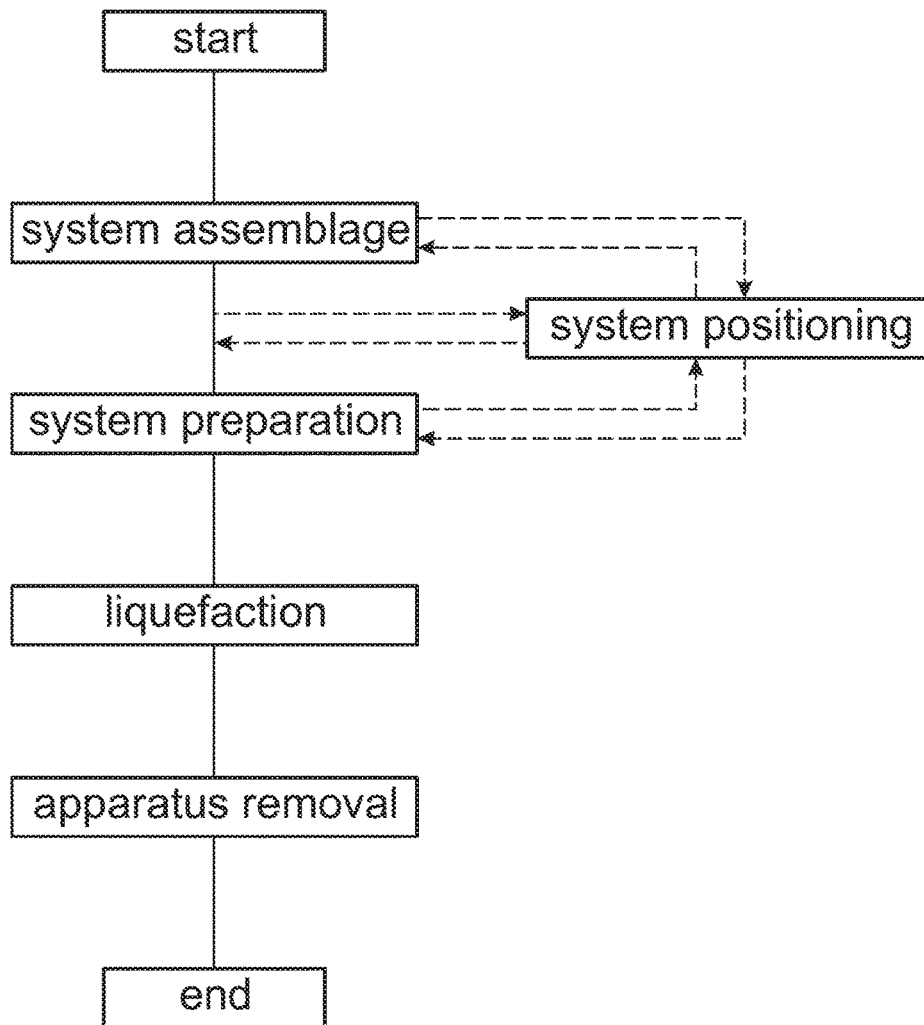 start
system assemblage
system positioning
system preparation
liquefaction
apparatus removal
end